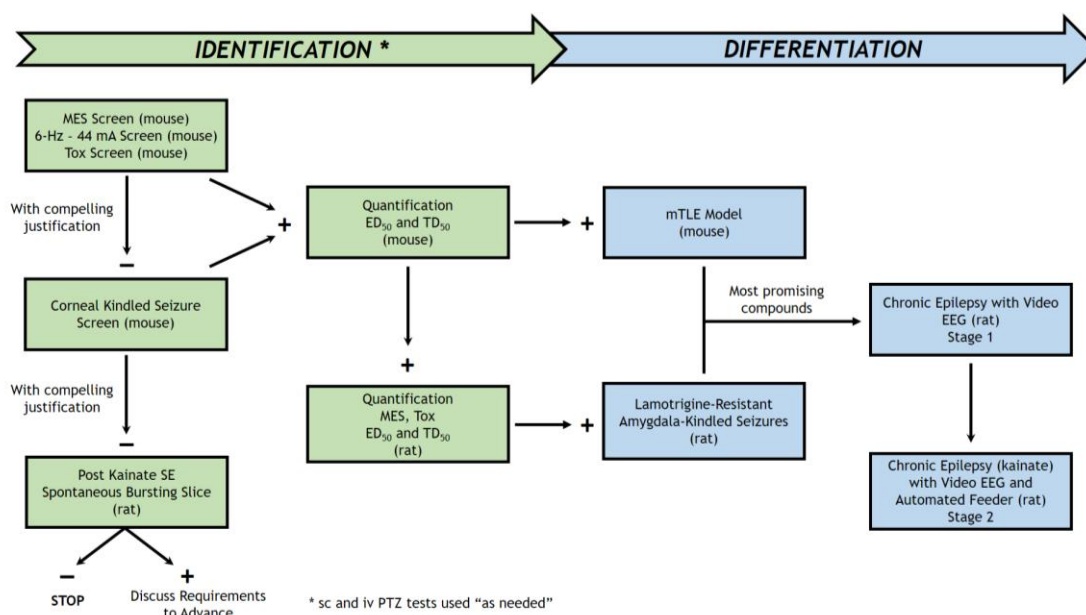 IDENTIFICATION *
DIFFERENTIATION
MES Screen (mouse)
6-Hz - 44 mA Screen (mouse)
Tox Screen (mouse)
With compelling
justification
+
−
Quantification
ED50 and TD50
(mouse)
+
mTLE Model
(mouse)
Corneal Kindled Seizure
Screen (mouse)
Most promising
compounds
Chronic Epilepsy with Video
EEG (rat)
Stage 1
With compelling
justification
−
+
Quantification
MES, Tox
ED50 and TD50
(rat)
+
Lamotrigine-Resistant
Amygdala-Kindled Seizures
(rat)
Post Kainate SE
Spontaneous Bursting Slice
(rat)
Chronic Epilepsy (kainate)
with Video EEG and
Automated Feeder (rat)
Stage 2
−
STOP
+
Discuss Requirements
to Advance
* sc and iv PTZ tests used “as needed”